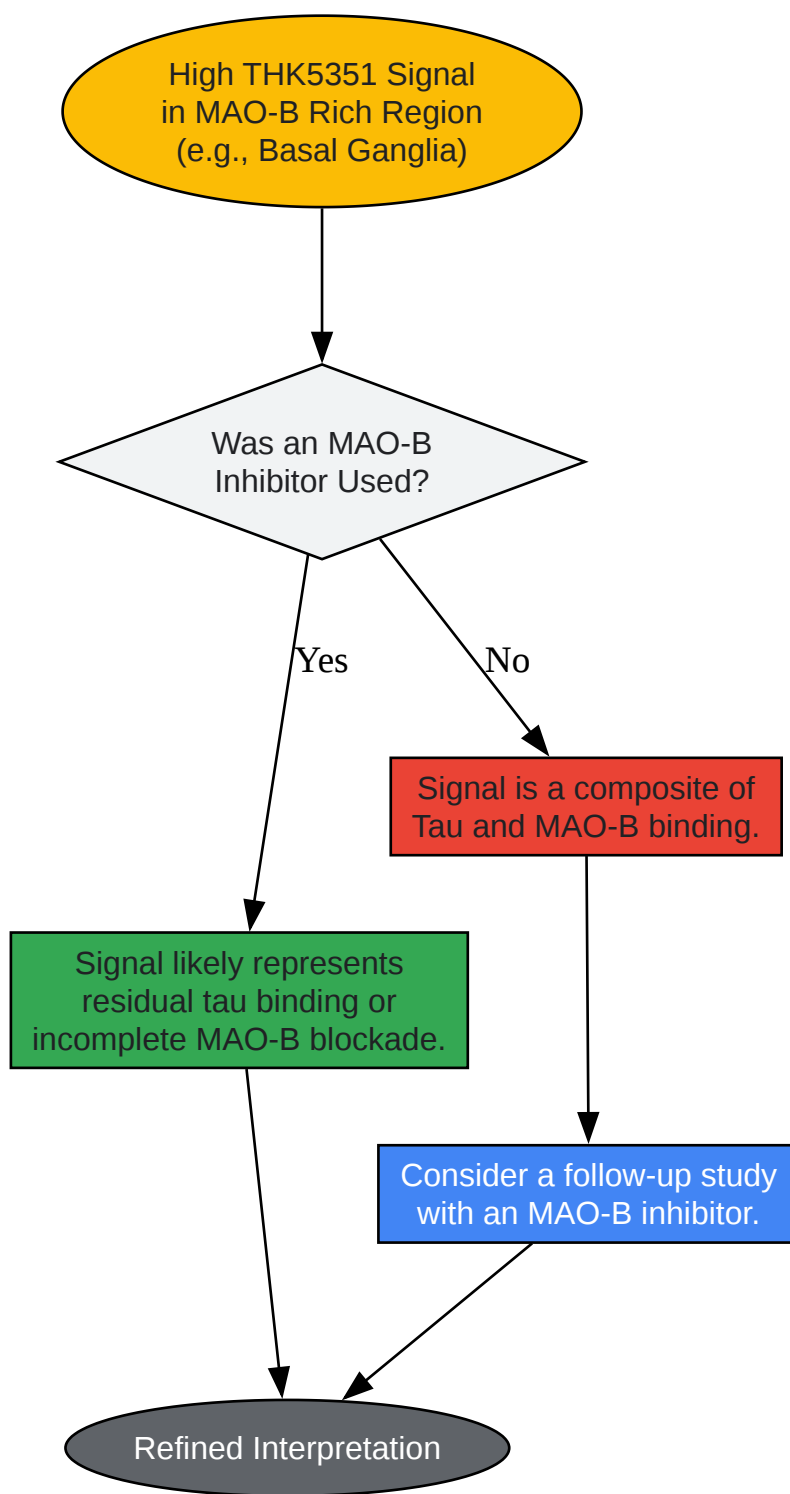 High THK5351 Signal
in MAO-B Rich Region
(e.g., Basal Ganglia)
Was an MAO-B
Inhibitor Used?
Yes
No
Signal is a composite of
Tau and MAO-B binding.
Signal likely represents
residual tau binding or
incomplete MAO-B blockade.
Consider a follow-up study
with an MAO-B inhibitor.
Refined Interpretation